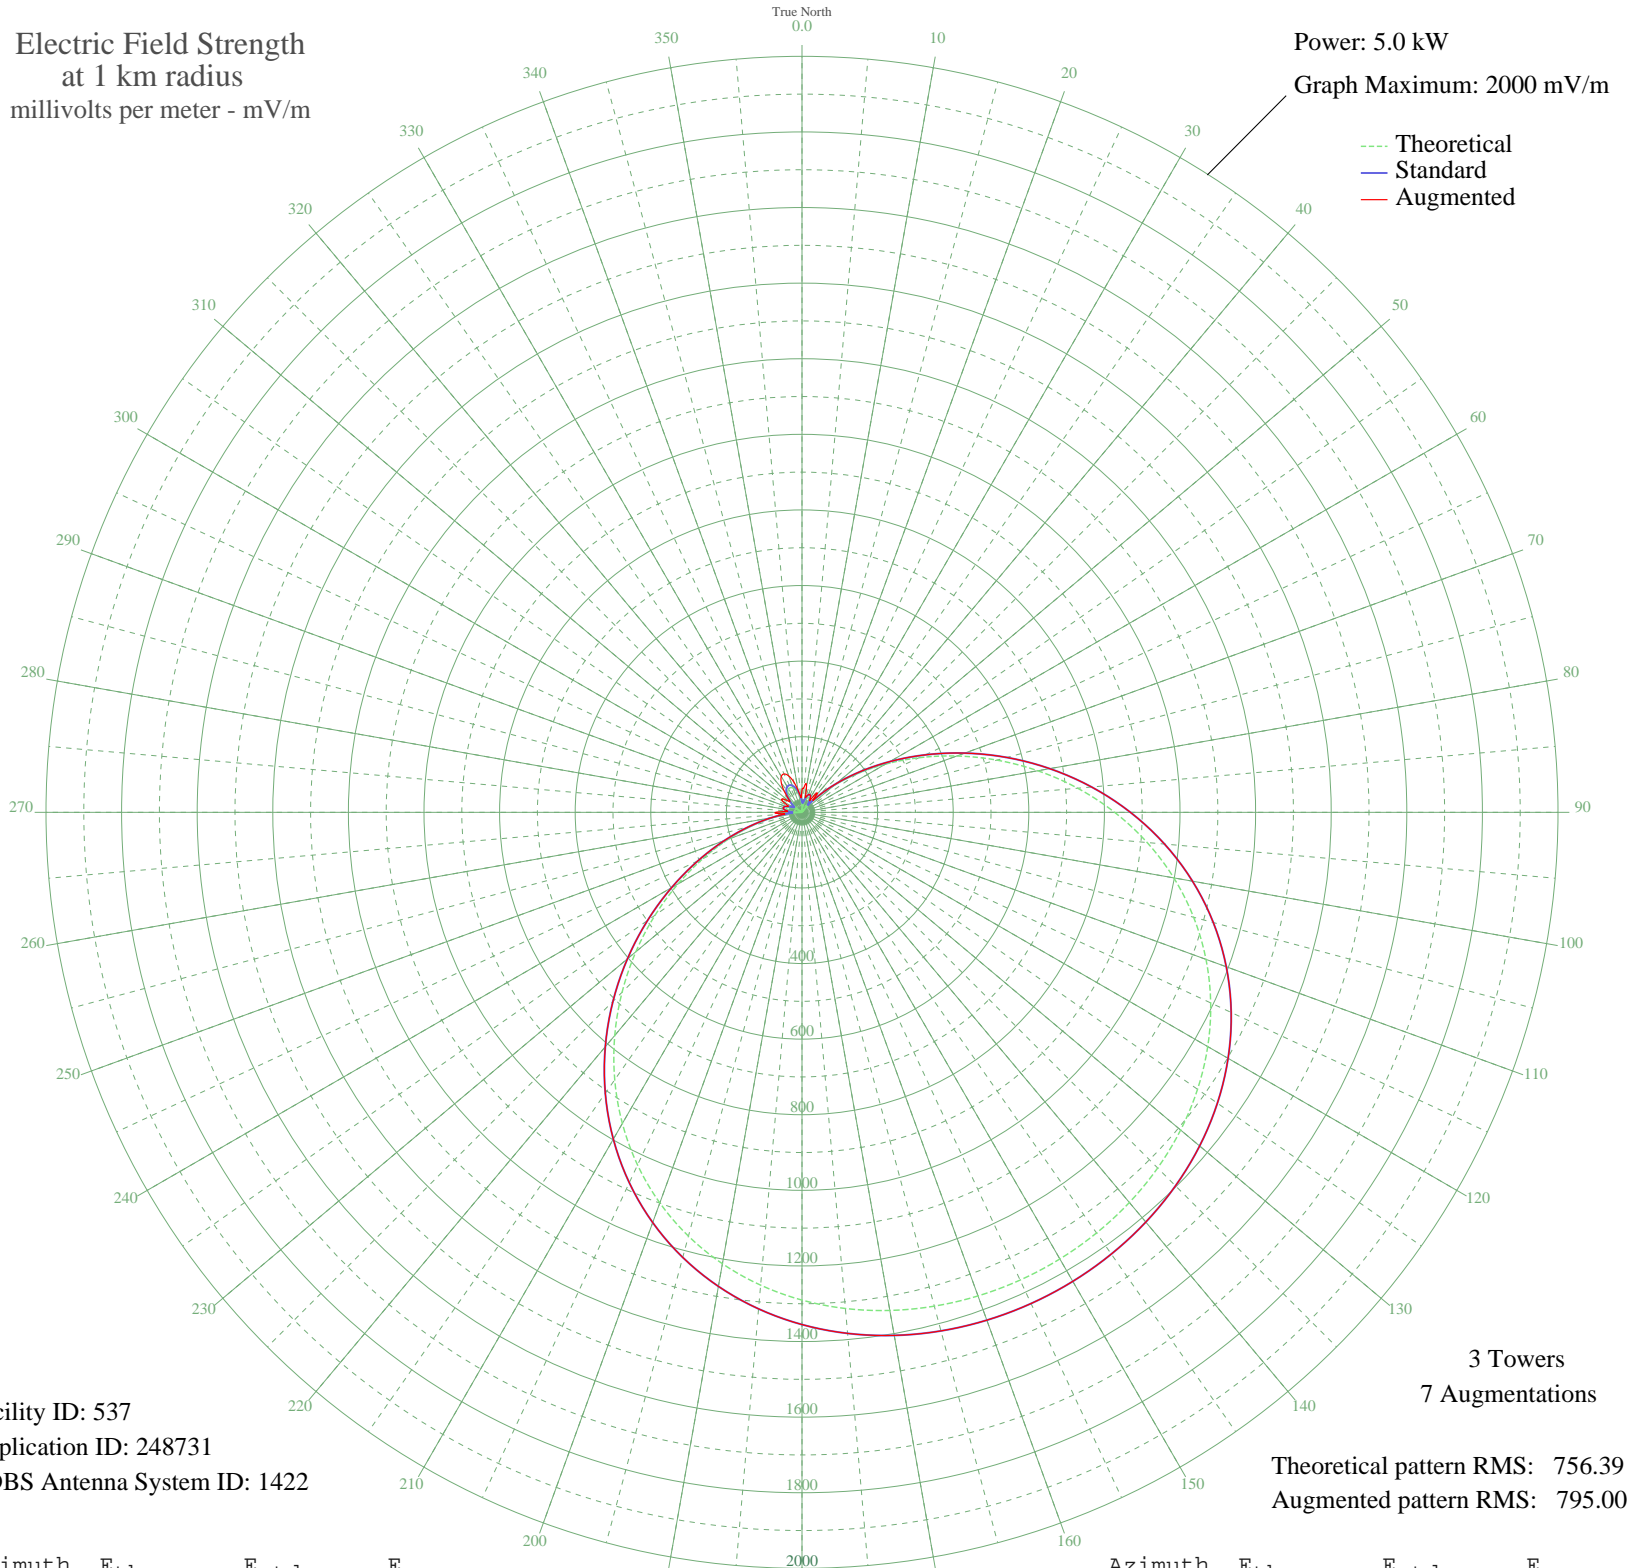 True North
0.0
Electric Field Strength
at 1 km radius
millivolts per meter - mV/m
Power: 5.0 kW
Graph Maximum: 2000 mV/m
Theoretical
Standard
Augmented
10
20
30
40
50
60
70
80
90
100
110
120
130
140
150
160
200
210
220
230
240
250
260
270
280
290
300
310
320
330
340
350
400
600
800
1000
1200
1400
1600
1800
2000
3 Towers
7 Augmentations
cility ID: 537
plication ID: 248731
DBS Antenna System ID: 1422
Theoretical pattern RMS: 756.39
Augmented pattern RMS: 795.00
imuth
Azimuth